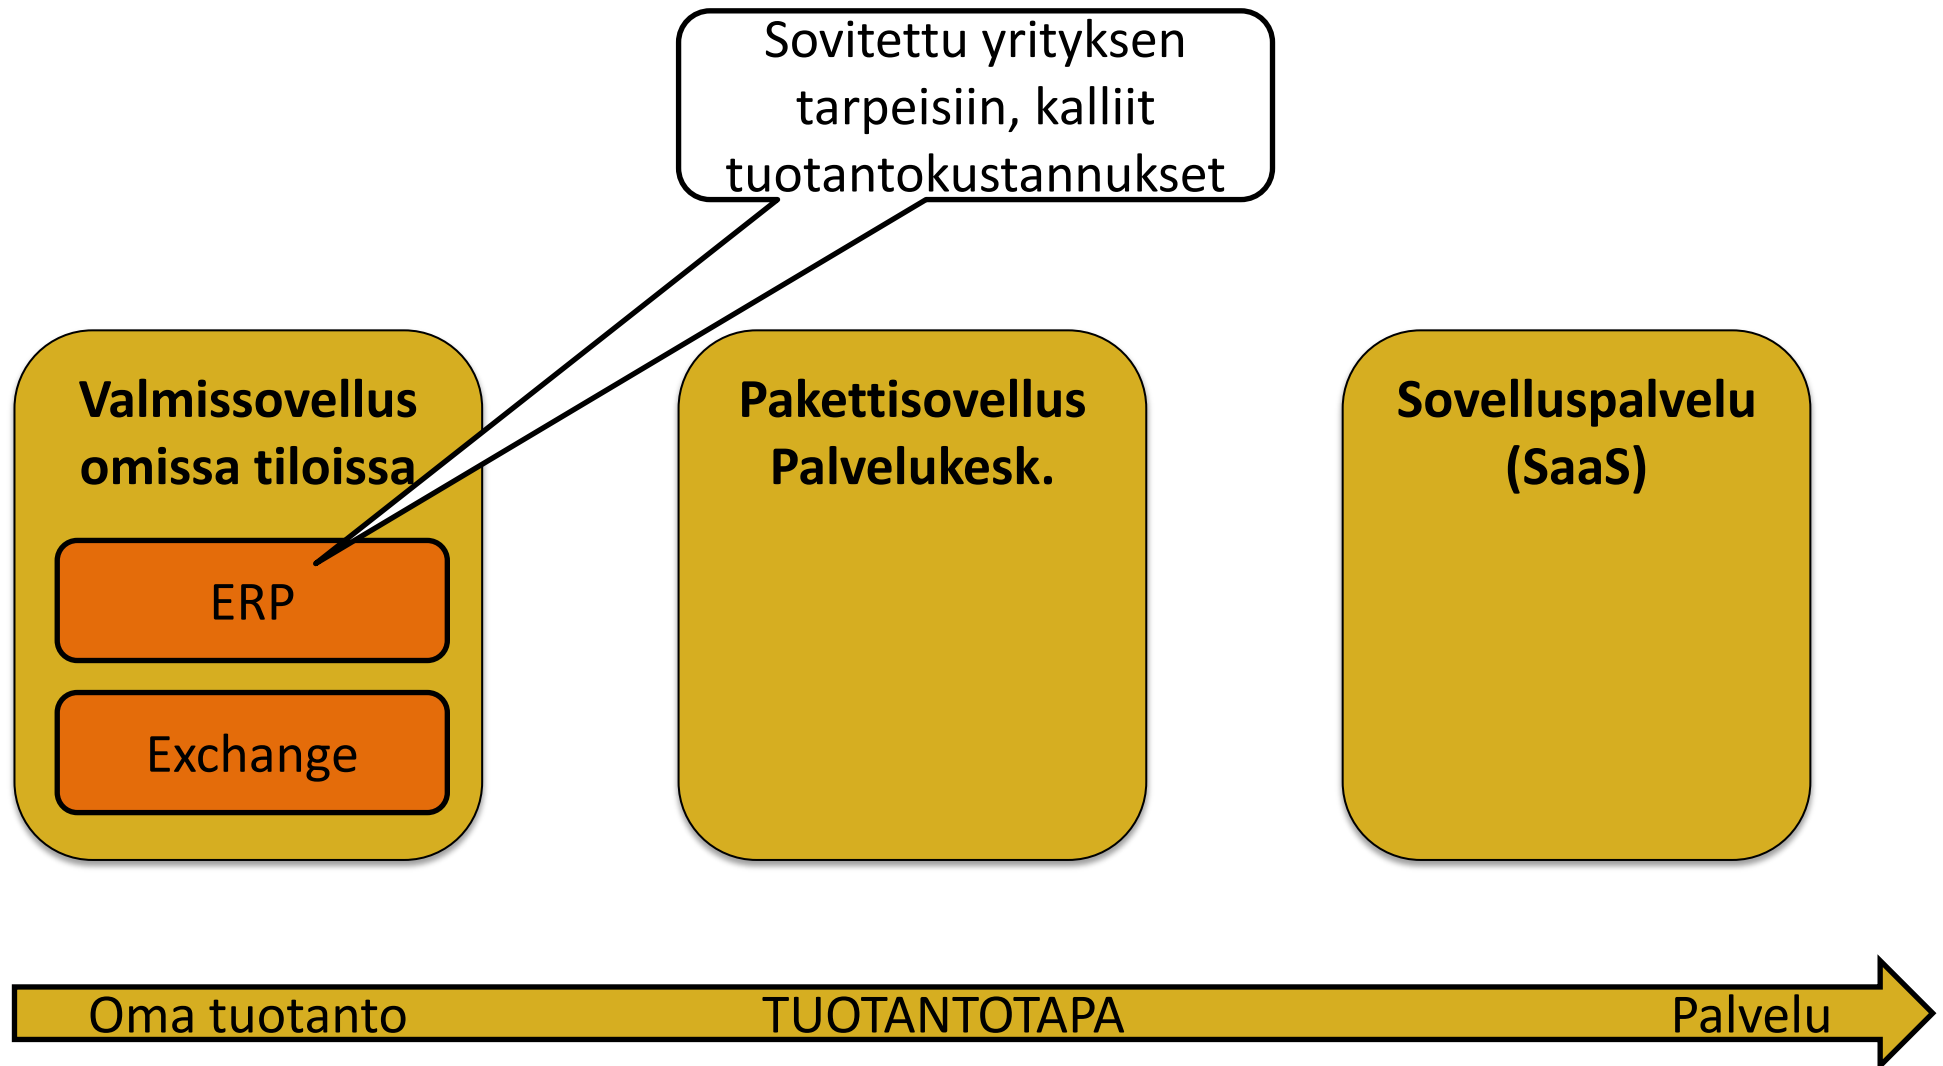 Sovitettu yrityksen
tarpeisiin, kalliit
tuotantokustannukset
Valmissovellus
omissa tiloissa
ERP
Exchange
Pakettisovellus
Palvelukesk.
Sovelluspalvelu
(SaaS)
Oma tuotanto
TUOTANTOTAPA
Palvelu